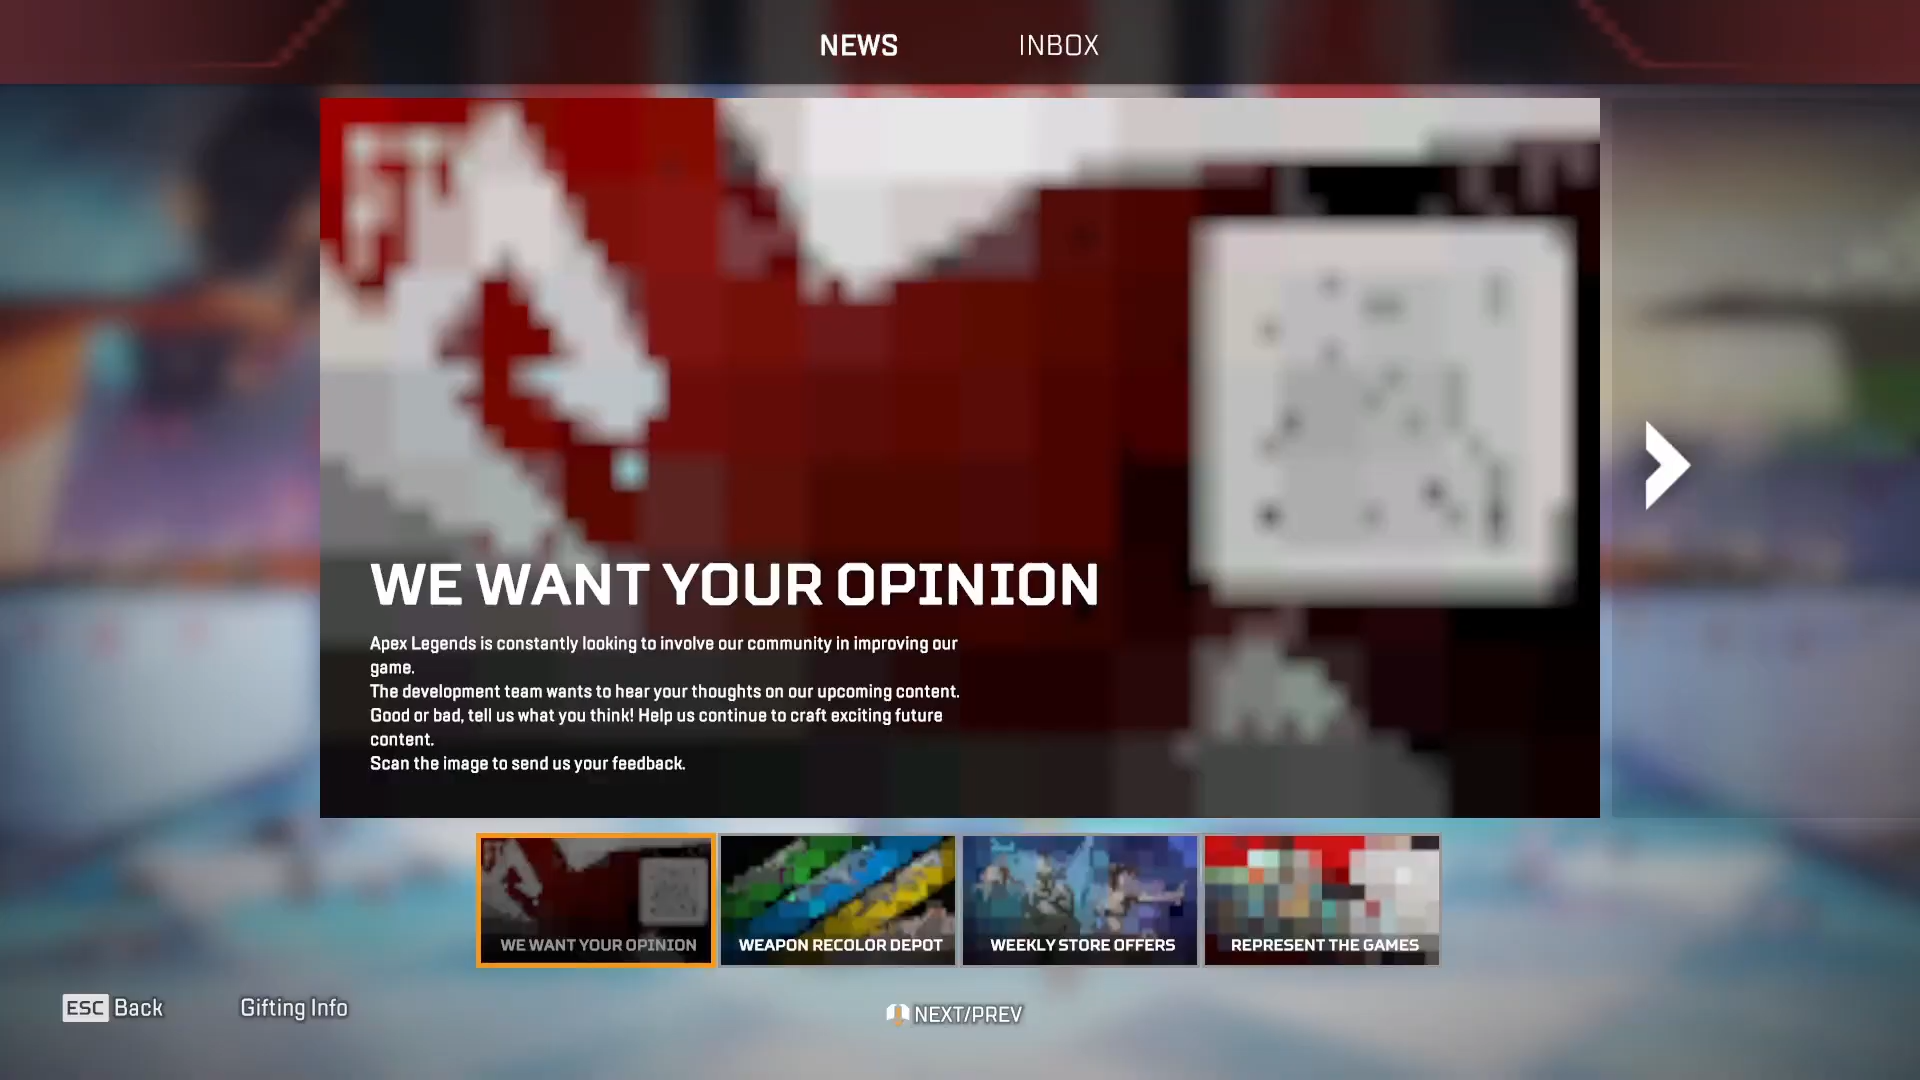 NEWS
INBOX
WE WANT YOUR OPINION
Apex Legends is constantly looking to involve our community in improving our
game.
The development team wants to hear your thoughts on our upcoming content.
Good or bad, tell us what you think! Help us continue to craft exciting future
content.
Scan the image to send us your feedback.
WE WANT YOUR OPINION
WEAPON RECOLOR DEPOT
WEEKLY STORE OFFERS
REPRESENT THE GAMES
ESC Back
Gifting Info
NEXT/PREV